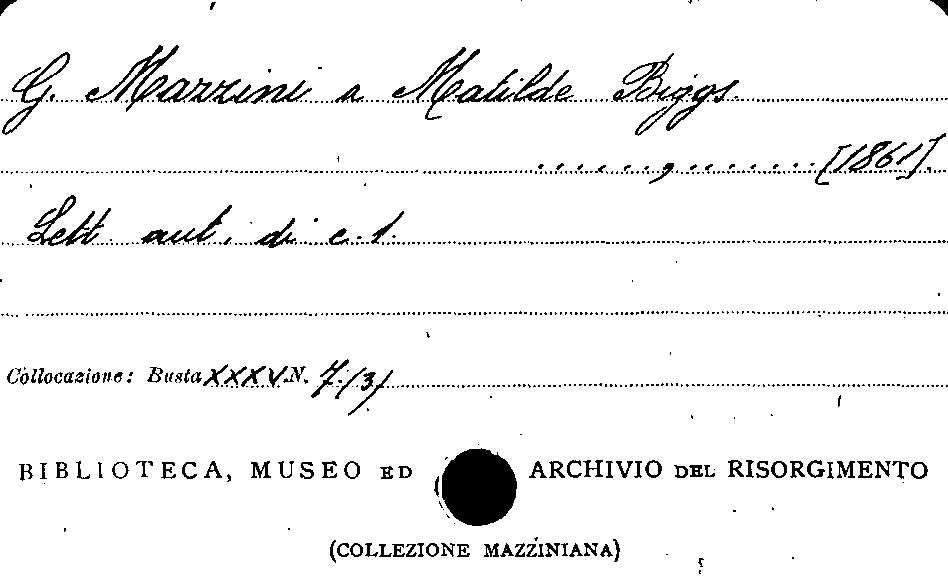 G. Mazzini a Matilde Biggs.
......,....... [1861].
Lett. aut. di c. 1.
Collocazione: Busta XXXV N. 7/3/
BIBLIOTECA, MUSEO ED ARCHIVIO DEL RISORGIMENTO
(COLLEZIONE MAZZINIANA)